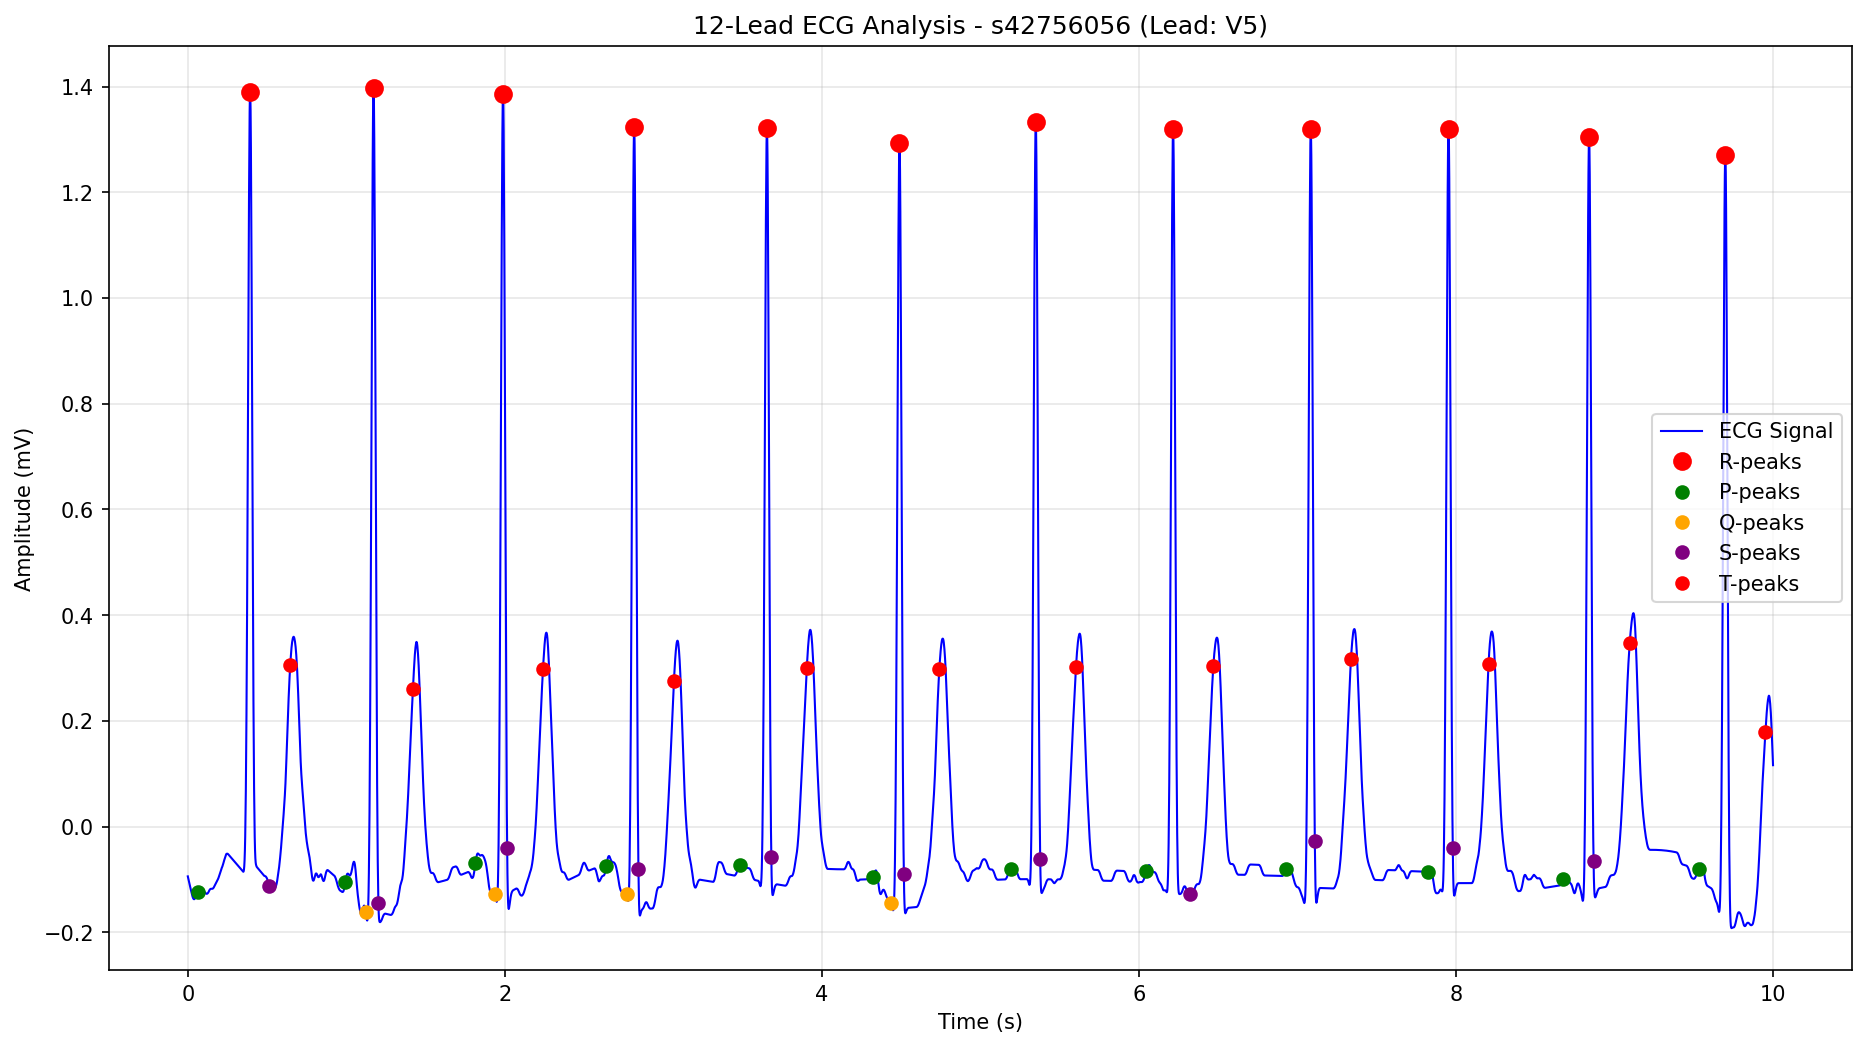 12-Lead ECG Analysis - s42756056 (Lead: V5)
Amplitude (mV)
1.4
1.2
1.0
0.8
0.6
0.4
0.2
0.0
−0.2
ECG Signal
R-peaks
P-peaks
Q-peaks
S-peaks
T-peaks
0 2 4 6 8 10
Time (s)